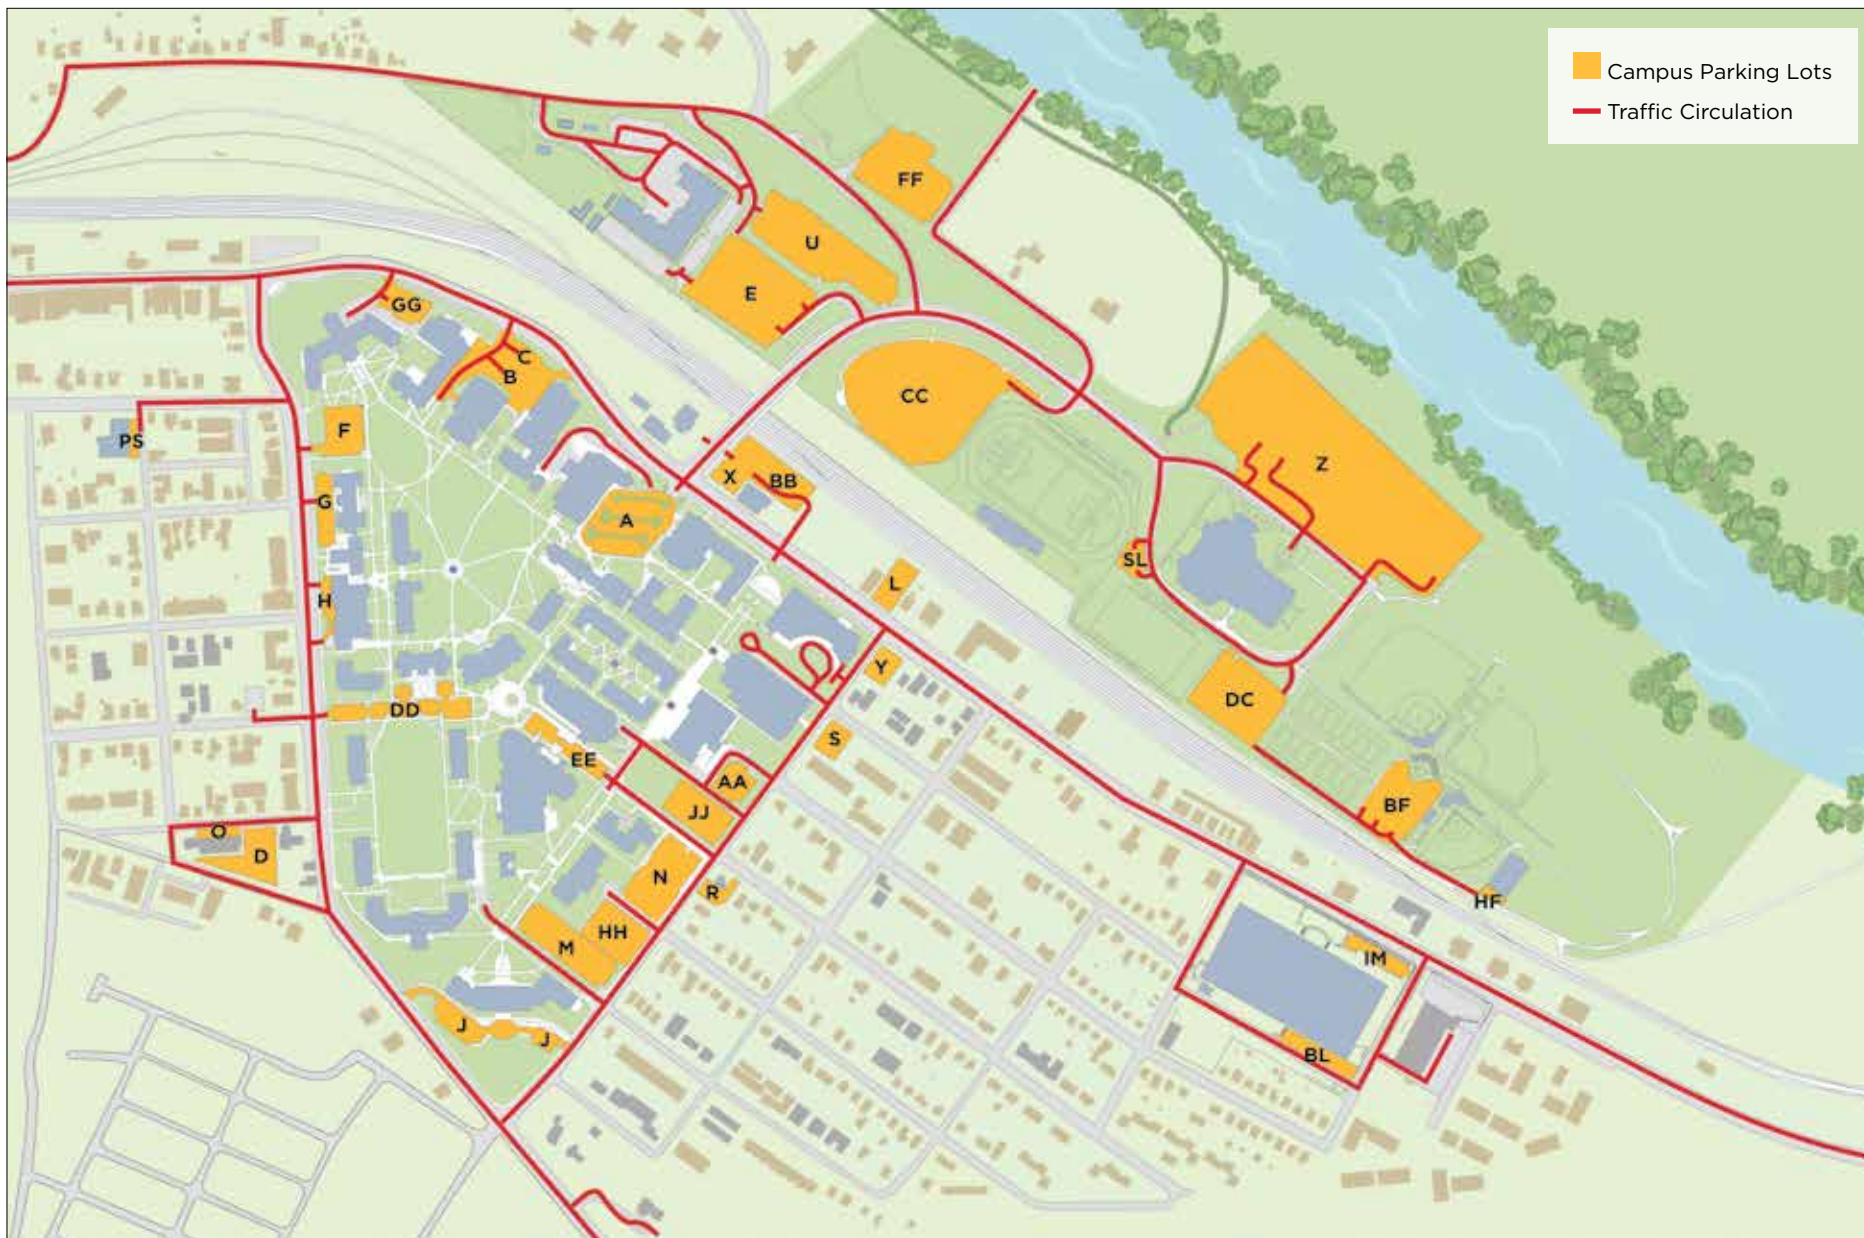 Campus Parking Lots
Traffic Circulation
FF
U
E
GG
C
B
CC
F
PS
Z
X
BB
G
A
SL
L
H
Y
DC
DD
S
EE
AA
JJ
BF
O
D
N
R
HF
HH
M
IM
J
J
BL